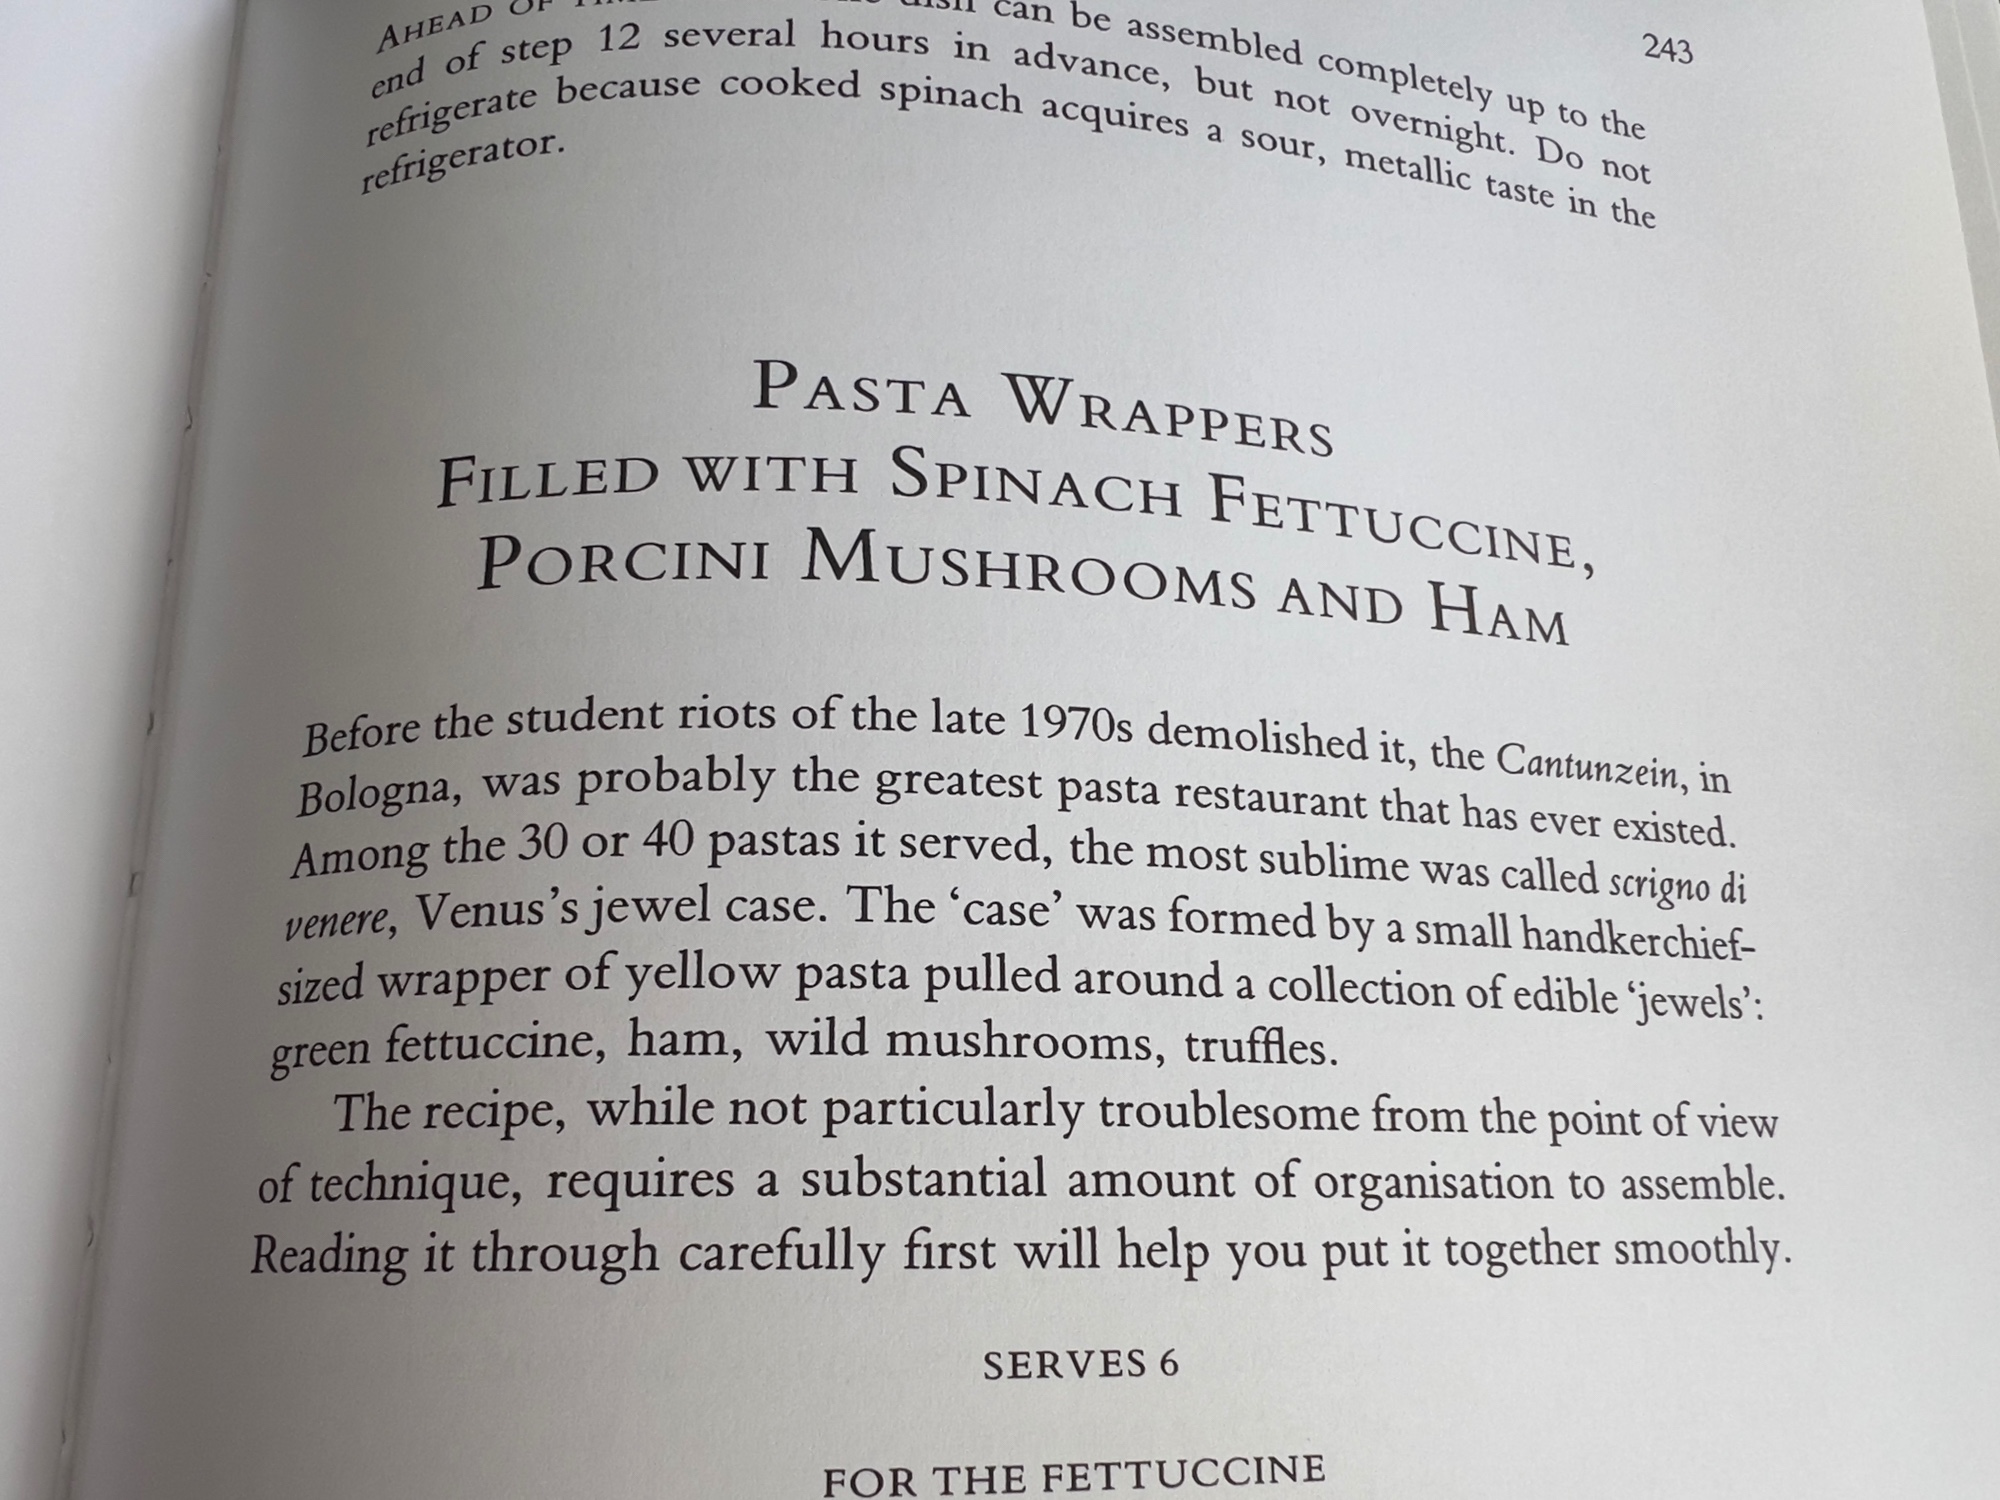 AHEAD OF TIME dish can be assembled completely up to the
end of step 12 several hours in advance, but not overnight. Do not
refrigerate because cooked spinach acquires a sour, metallic taste in the
refrigerator.
243
PASTA WRAPPERS
FILLED WITH SPINACH FETTUCCINE,
PORCINI MUSHROOMS AND HAM
Before the student riots of the late 1970s demolished it, the Cantunzein, in
Bologna, was probably the greatest pasta restaurant that has ever existed.
Among the 30 or 40 pastas it served, the most sublime was called scrigno di
venere, Venus’s jewel case. The ‘case’ was formed by a small handkerchief-
sized wrapper of yellow pasta pulled around a collection of edible ‘jewels’:
green fettuccine, ham, wild mushrooms, truffles.
The recipe, while not particularly troublesome from the point of view
of technique, requires a substantial amount of organisation to assemble.
Reading it through carefully first will help you put it together smoothly.
SERVES 6
FOR THE FETTUCCINE